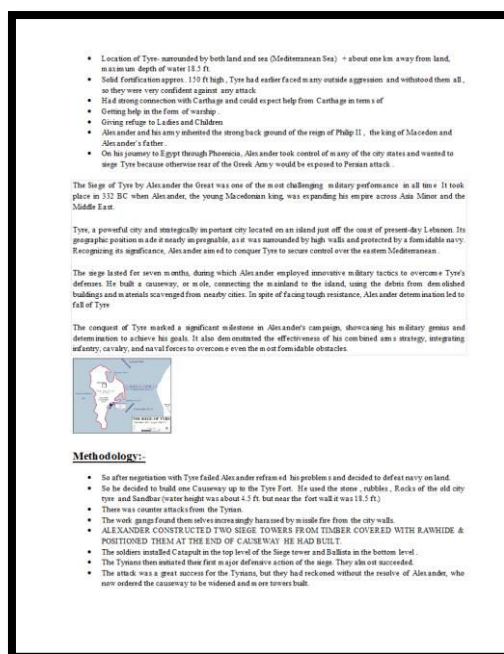 Location of Tyre- surrounded by both land and sea (Mediterranean Sea) + about one km away from land,
maximum depth of water 18.5 ft.
Solid fortification appros. 150 ft high , Tyre had earlier faced many outside aggression and withstood them all ,
so they were very confident against any attack
Had strong connection with Carthage and could expect help from Carthage in terms of
Getting help in the form of warship .
Giving refuge to Ladies and Children
Alexander and his army inherited the strong back ground of the reign of Philip II , the king of Macedon and
Alexander's father .
On his journey to Egypt through Phoenicia, Alexander took control of many of the city states and wanted to
siege Tyre because otherwise rear of the Greek Army would be exposed to Persian attack .
The Siege of Tyre by Alexander the Great was one of the most challenging military performance in all time It took
place in 332 BC when Alexander, the young Macedonian king, was expanding his empire across Asia Minor and the
Middle East.
Tyre, a powerful city and strategically important city located on an island just off the coast of present-day Lebanon. Its
geographic position made it nearly impregnable, as it was surrounded by high walls and protected by a formidable navy.
Recognizing its significance, Alexander aimed to conquer Tyre to secure control over the eastern Mediterranean .
The siege lasted for seven months, during which Alexander employed innovative military tactics to overcome Tyre's
defenses. He built a causeway, or mole, connecting the mainland to the island, using the debris from demolished
buildings and materials scavenged from nearby cities. In spite of facing tough resistance, Alexander determination led to
fall of Tyre
The conquest of Tyre marked a significant milestone in Alexander's campaign, showcasing his military genius and
determination to achieve his goals. It also demonstrated the effectiveness of his combined arms strategy, integrating
infantry, cavalry, and naval forces to overcome even the most formidable obstacles.
Methodology:-
So after negotiation with Tyre failed Alexander reframed his problems and decided to defeat navy on land.
So he decided to build one Causeway up to the Tyre Fort. He used the stone , rubbles , Rocks of the old city
tyre and Sandbar (water height was about 4.5 ft. but near the fort wall it was 18.5 ft.)
There was counter attacks from the Tyrian.
The work gangs found themselves increasingly harassed by missile fire from the city walls.
ALEXANDER CONSTRUCTED TWO SIEGE TOWERS FROM TIMBER COVERED WITH RAWHIDE &
POSITIONED THEM AT THE END OF CAUSEWAY HE HAD BUILT.
The soldiers installed Catapult in the top level of the Siege tower and Ballista in the bottom level .
The Tyrians then initiated their first major defensive action of the siege. They almost succeeded.
The attack was a great success for the Tyrians, but they had reckoned without the resolve of Alexander, who
now ordered the causeway to be widened and more towers built.